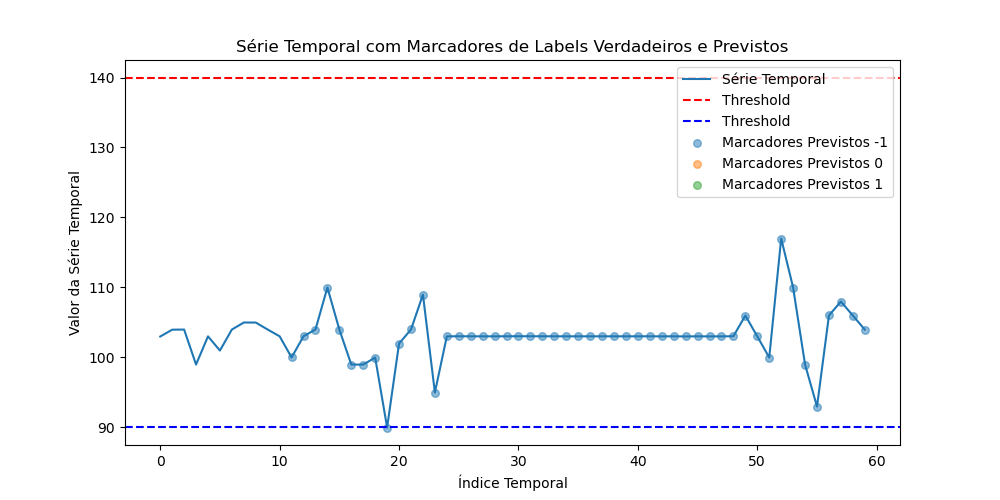 Série Temporal com Marcadores de Labels Verdadeiros e Previstos
Valor da Série Temporal
140
130
120
110
100
90
Série Temporal
Threshold
Threshold
Marcadores Previstos -1
Marcadores Previstos 0
Marcadores Previstos 1
0 10 20 30 40 50 60
Índice Temporal